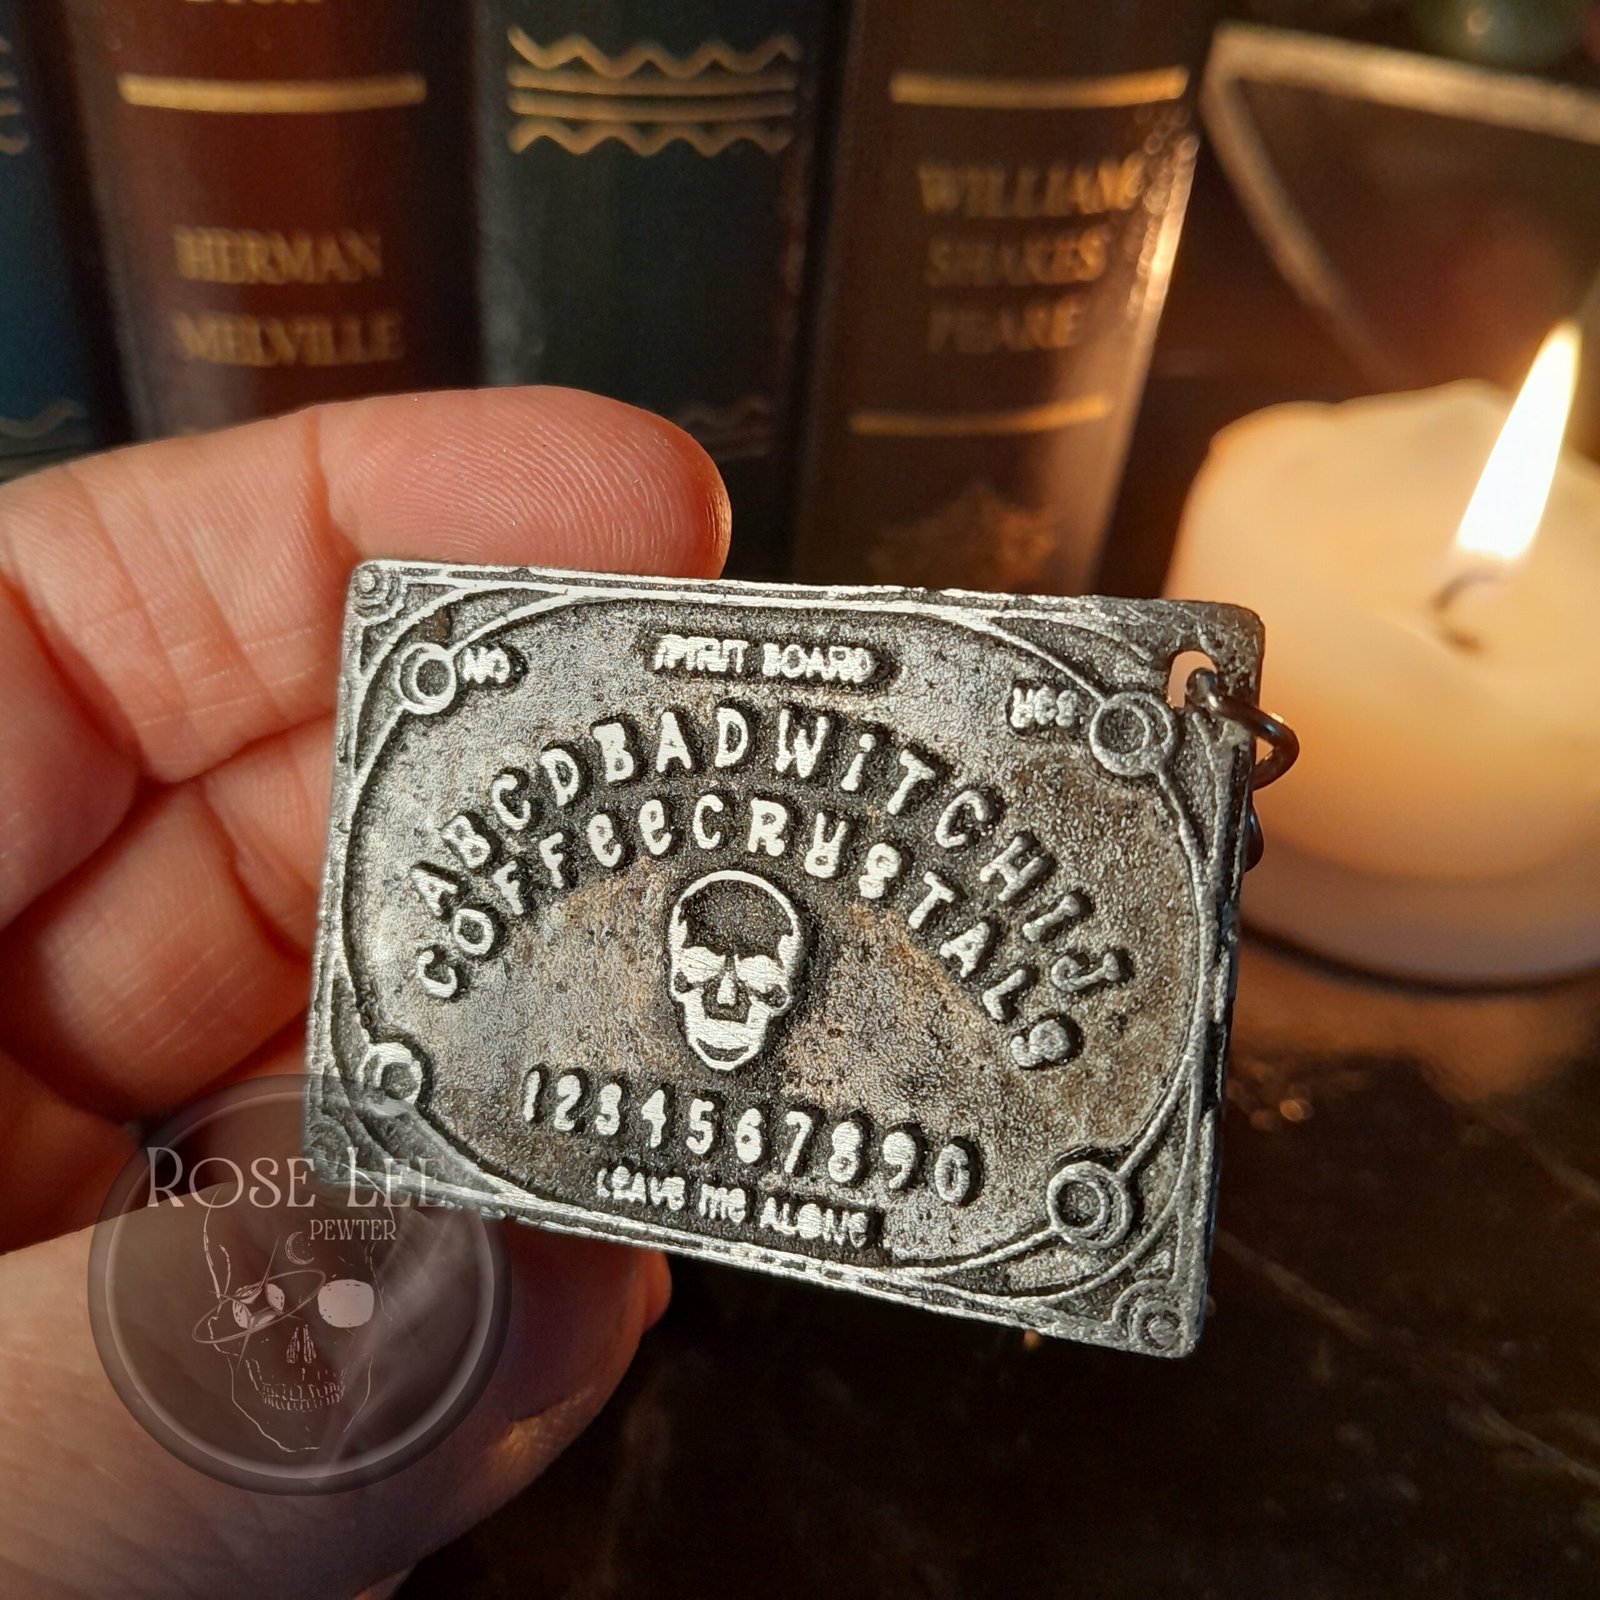 HERMAN
MELVILLE
WILLIAM
SHAKES
PEARE
NO
SPIRIT BOARD
YES
ABCDBADWiTCHIJ
COFFeeCRYSTALS
1234567890
LEAVE Me ALONE
ROSE LEE
PEWTER